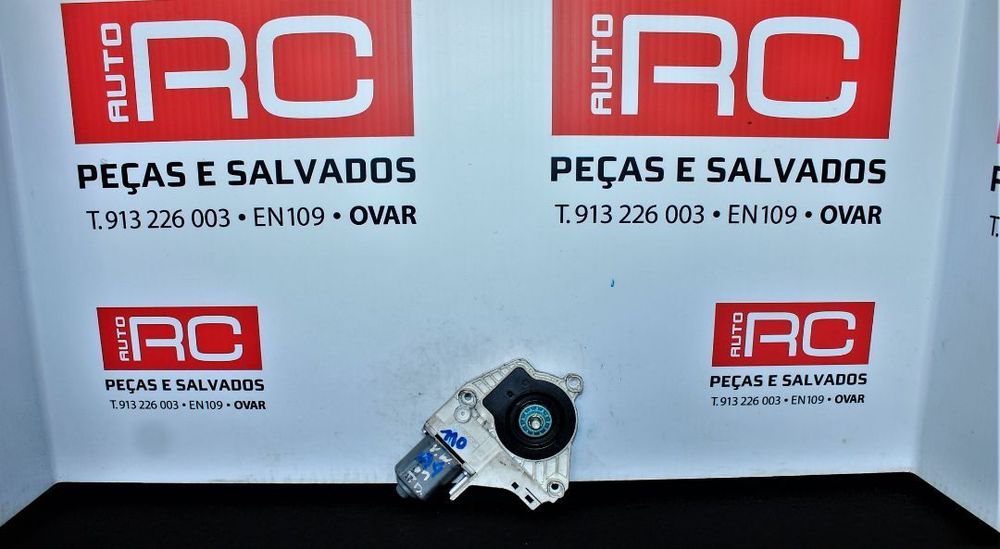 AUTO RC
PEÇAS E SALVADOS
T. 913 226 003 • EN109 • OVAR
AUTO RC
PEÇAS E SALVADOS
T. 913 226 003 • EN109 • OVAR
AUTO RC
PEÇAS E SALVADOS
T. 913 226 003 • EN109 • OVAR
AUTO RC
PEÇAS E SALVADOS
T. 913 226 003 • EN109 • OVAR